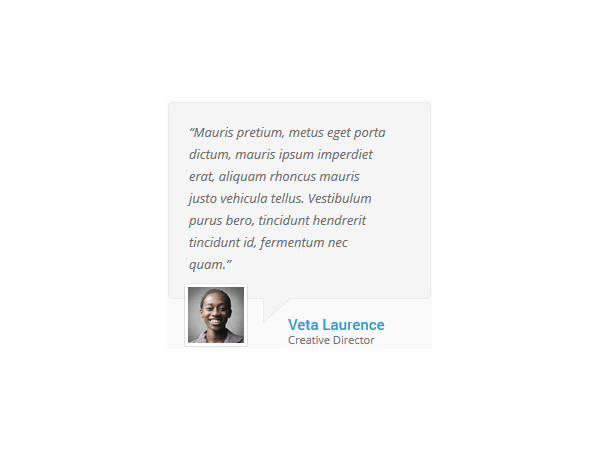 “Mauris pretium, metus eget porta
dictum, mauris ipsum imperdiet
erat, aliquam rhoncus mauris
justo vehicula tellus. Vestibulum
purus bero, tincidunt hendrerit
tincidunt id, fermentum nec
quam.”
Veta Laurence
Creative Director